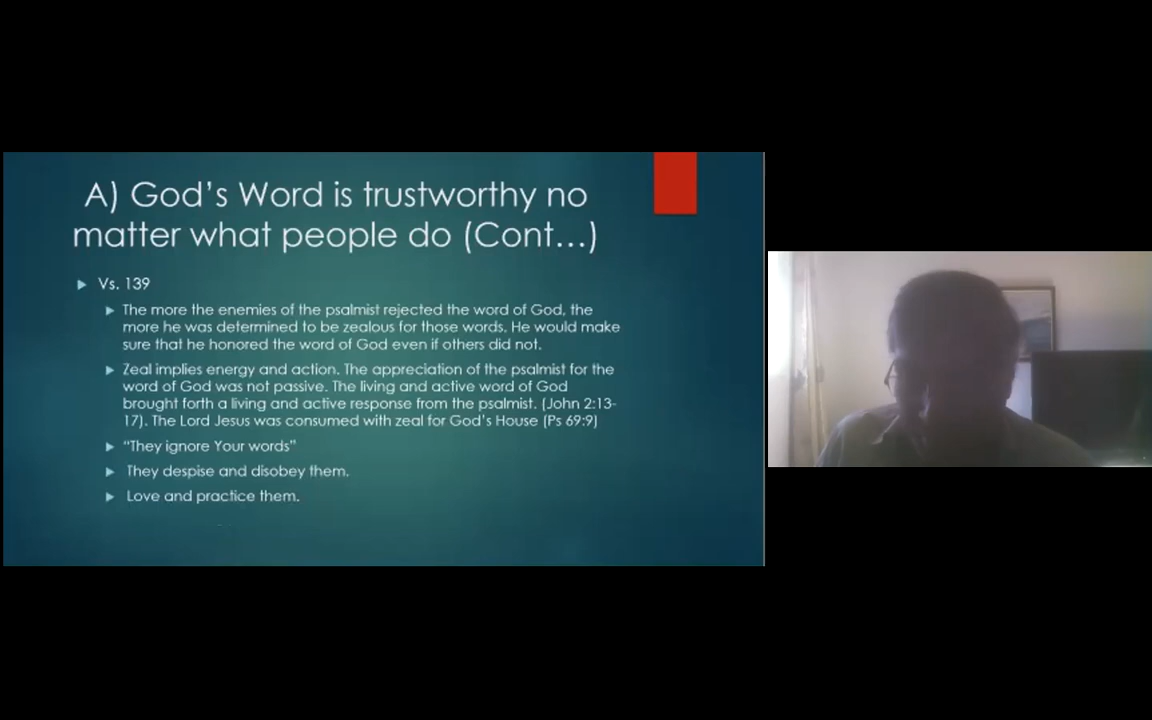 A) God's Word is trustworthy no
matter what people do (Cont...)
Vs. 139
The more the enemies of the psalmist rejected the word of God, the
more he was determined to be zealous for those words. He would make
sure that he honored the word of God even if others did not.
Zeal implies energy and action. The appreciation of the psalmist for the
word of God was not passive. The living and active word of God
brought forth a living and active response from the psalmist. (John 2:13-
17). The Lord Jesus was consumed with zeal for God's House (Ps 69:9)
"They ignore Your words"
They despise and disobey them.
Love and practice them.